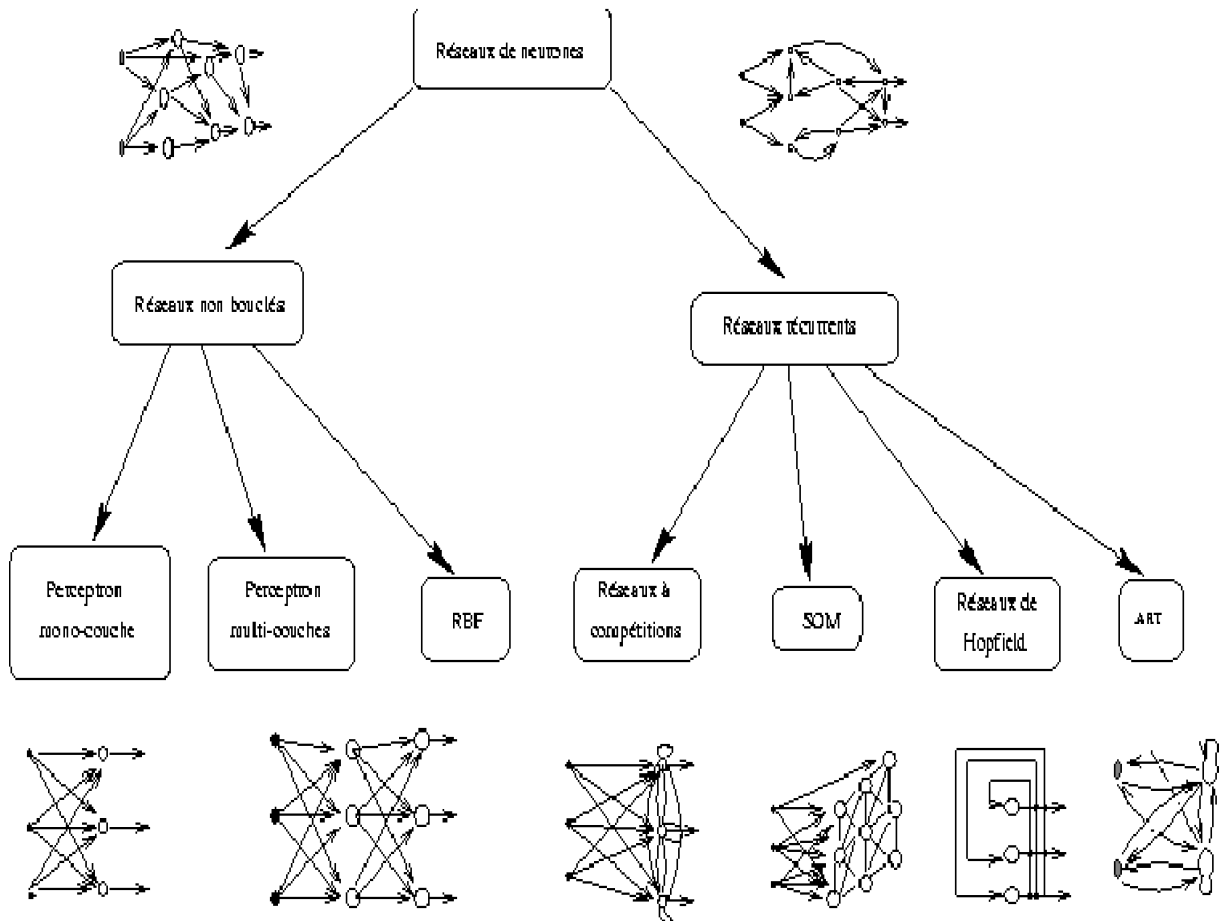 Réseaux de neurones
Réseaux non bouclés
Réseaux récurrents
Perceptron
mono-couche
Perceptron
multi-couches
RBF
Réseaux à
compétitions
SOM
Réseaux de
Hopfield
ART